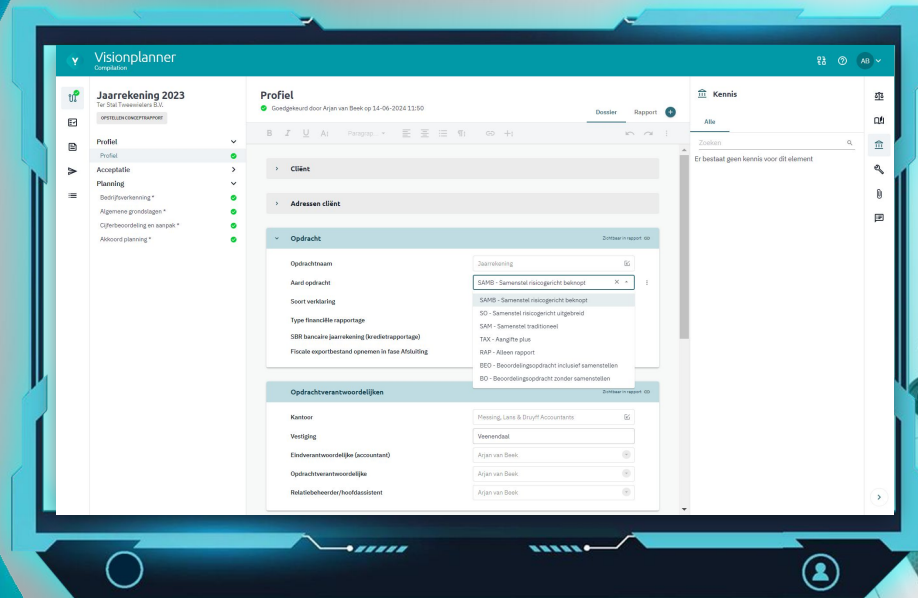 Visionplanner
Compilation
AB
Jaarrekening 2023
Ter Stal Tweewielers B.V.
OPSTELLEN CONCEPTRAPPORT
Profiel
Profiel
Acceptatie
Planning
Bedrijfsverkenning *
Algemene grondslagen *
Cijferbeoordeling en aanpak *
Akkoord planning *
Profiel
Goedgekeurd door Arjan van Beek op 14-06-2024 11:50
Dossier
Rapport
B I U A Paragraa...
Cliënt
Adressen cliënt
Opdracht
Zichtbaar in rapport
Opdrachtnaam
Jaarrekening
Aard opdracht
SAMB - Samenstel risicogericht beknopt
Soort verklaring
Type financiële rapportage
SBR bancaire jaarrekening (kredietrapportage)
Fiscale exportbestand opnemen in fase Afsluiting
SAMB - Samenstel risicogericht beknopt
SO - Samenstel risicogericht uitgebreid
SAM - Samenstel traditioneel
TAX - Aangifte plus
RAP - Alleen rapport
BEO - Beoordelingsopdracht inclusief samenstellen
BO - Beoordelingsopdracht zonder samenstellen
Opdrachtverantwoordelijken
Zichtbaar in rapport
Kantoor
Messing, Lens & Druyff Accountants
Vestiging
Veenendaal
Eindverantwoordelijke (accountant)
Arjan van Beek
Opdrachtverantwoordelijke
Arjan van Beek
Relatiebeheerder/hoofdassistent
Arjan van Beek
Kennis
Alle
Zoeken
Er bestaat geen kennis voor dit element